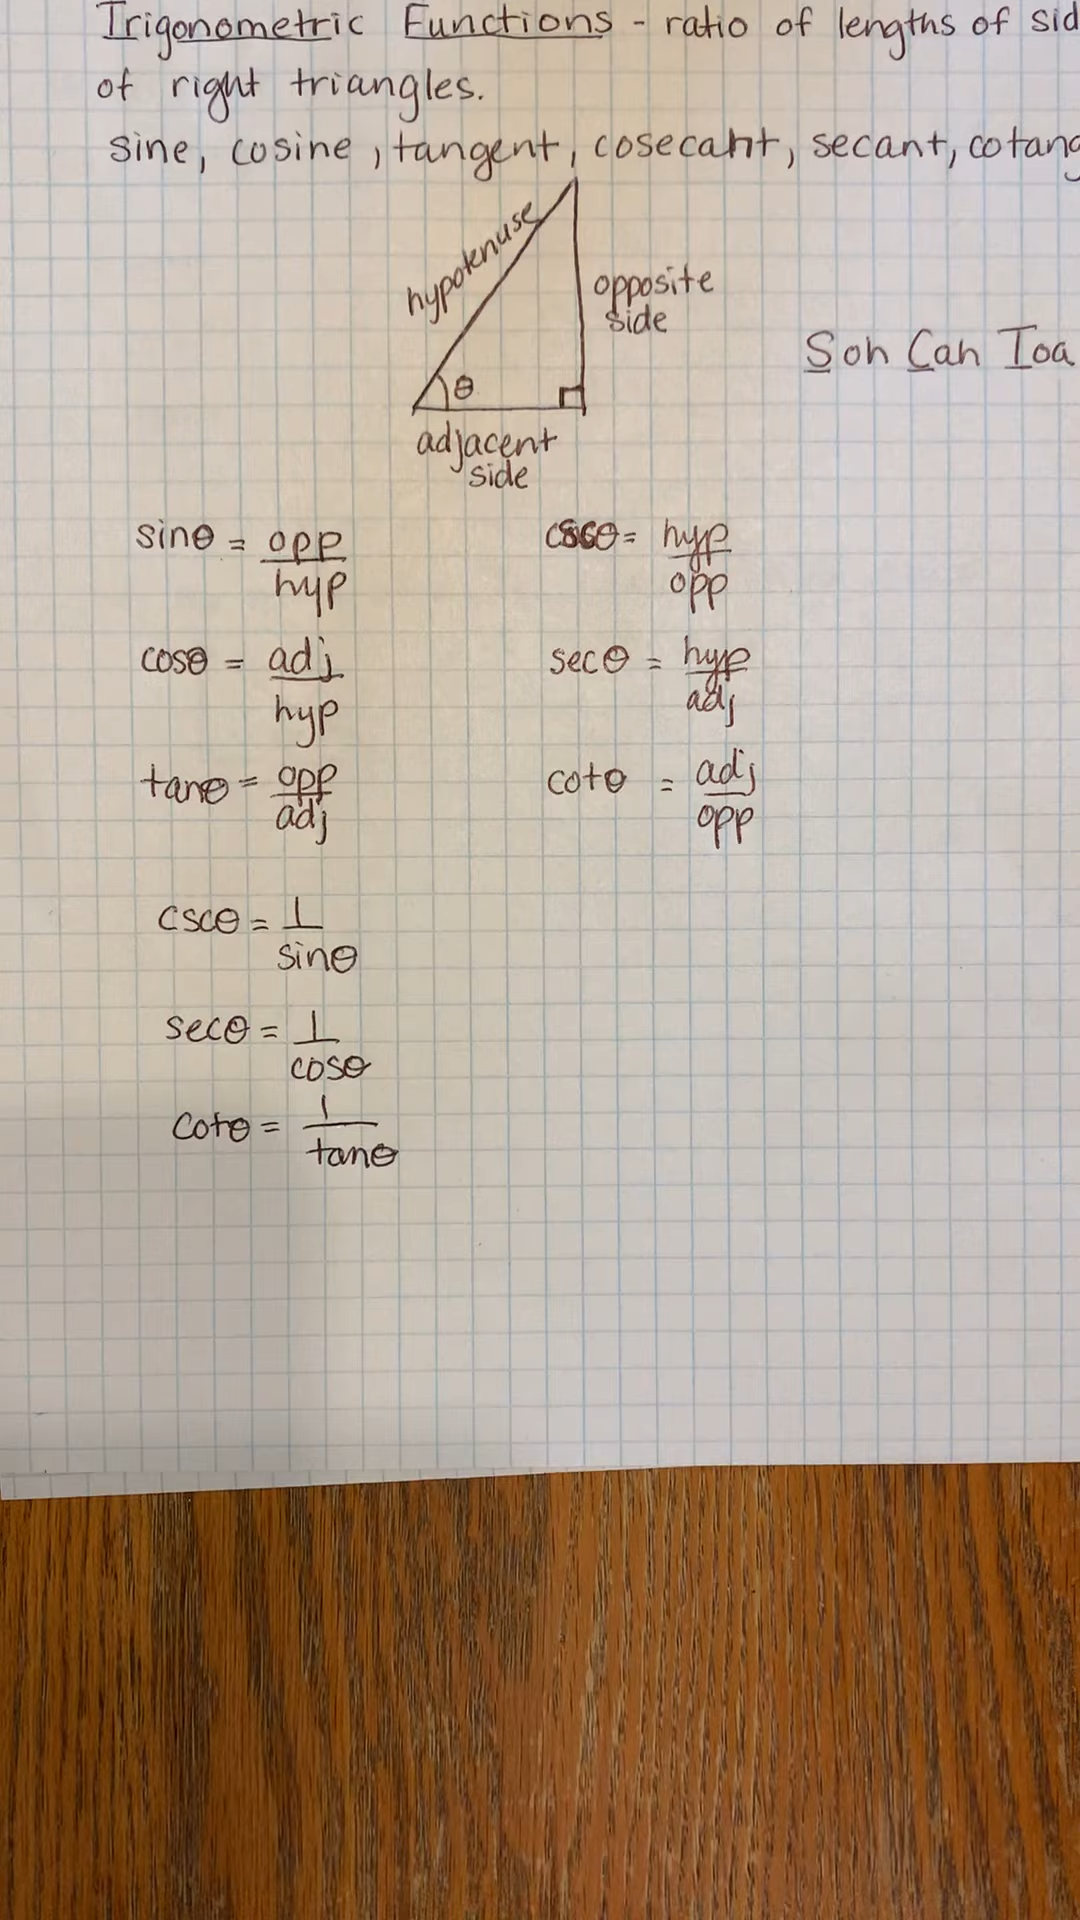 Trigonometric Functions - ratio of lengths of sid
of right triangles.
sine, cosine, tangent, cosecant, secant, cotang
hypotenuse
opposite
side
Soh Cah Toa
θ
adjacent
side
sinθ = opp/hyp
cscθ = hyp/opp
cosθ = adj/hyp
secθ = hyp/adj
tanθ = opp/adj
cotθ = adj/opp
cscθ = 1/sinθ
secθ = 1/cosθ
cotθ = 1/tanθ